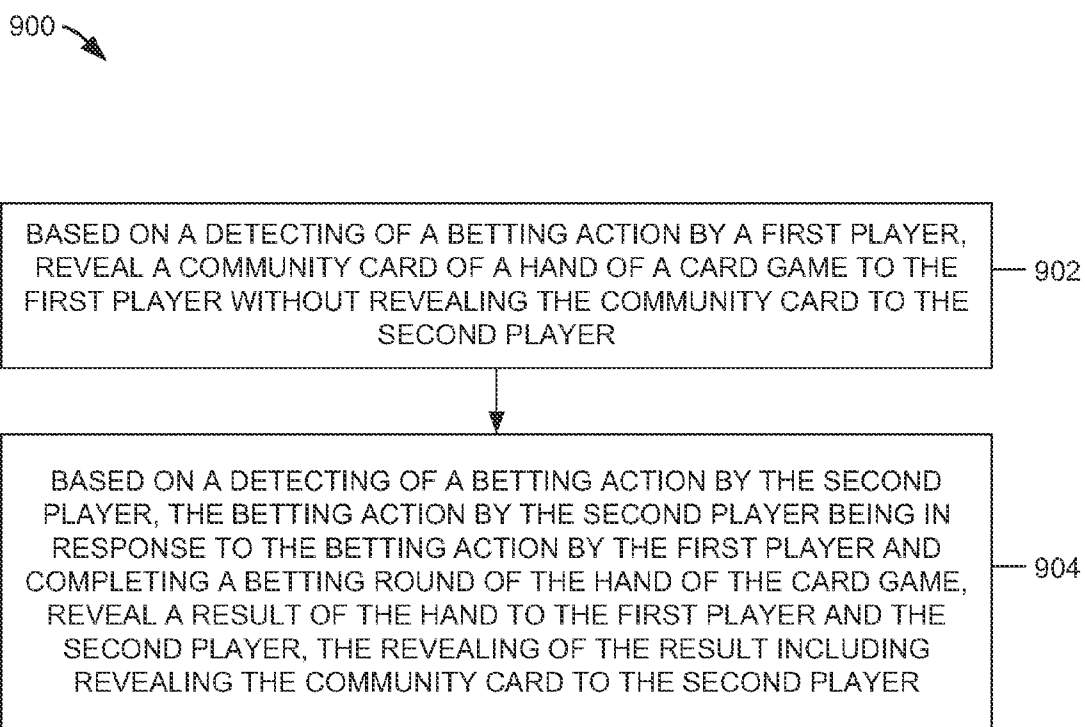 900
BASED ON A DETECTING OF A BETTING ACTION BY A FIRST PLAYER,
REVEAL A COMMUNITY CARD OF A HAND OF A CARD GAME TO THE
FIRST PLAYER WITHOUT REVEALING THE COMMUNITY CARD TO THE
SECOND PLAYER
902
BASED ON A DETECTING OF A BETTING ACTION BY THE SECOND
PLAYER, THE BETTING ACTION BY THE SECOND PLAYER BEING IN
RESPONSE TO THE BETTING ACTION BY THE FIRST PLAYER AND
COMPLETING A BETTING ROUND OF THE HAND OF THE CARD GAME,
REVEAL A RESULT OF THE HAND TO THE FIRST PLAYER AND THE
SECOND PLAYER, THE REVEALING OF THE RESULT INCLUDING
REVEALING THE COMMUNITY CARD TO THE SECOND PLAYER
904